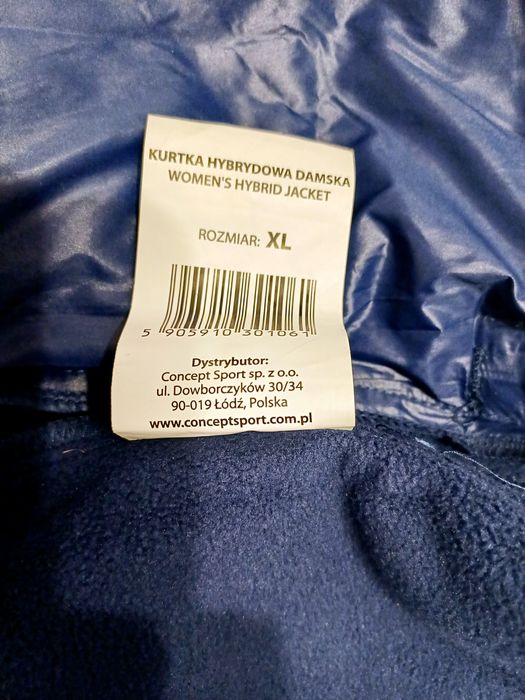 KURTKA HYBRYDOWA DAMSKA
WOMEN'S HYBRID JACKET
ROZMIAR: XL
5 905910 301061
Dystrybutor:
Concept Sport sp. z o.o.
ul. Dowborczyków 30/34
90-019 Łódź, Polska
www.conceptsport.com.pl